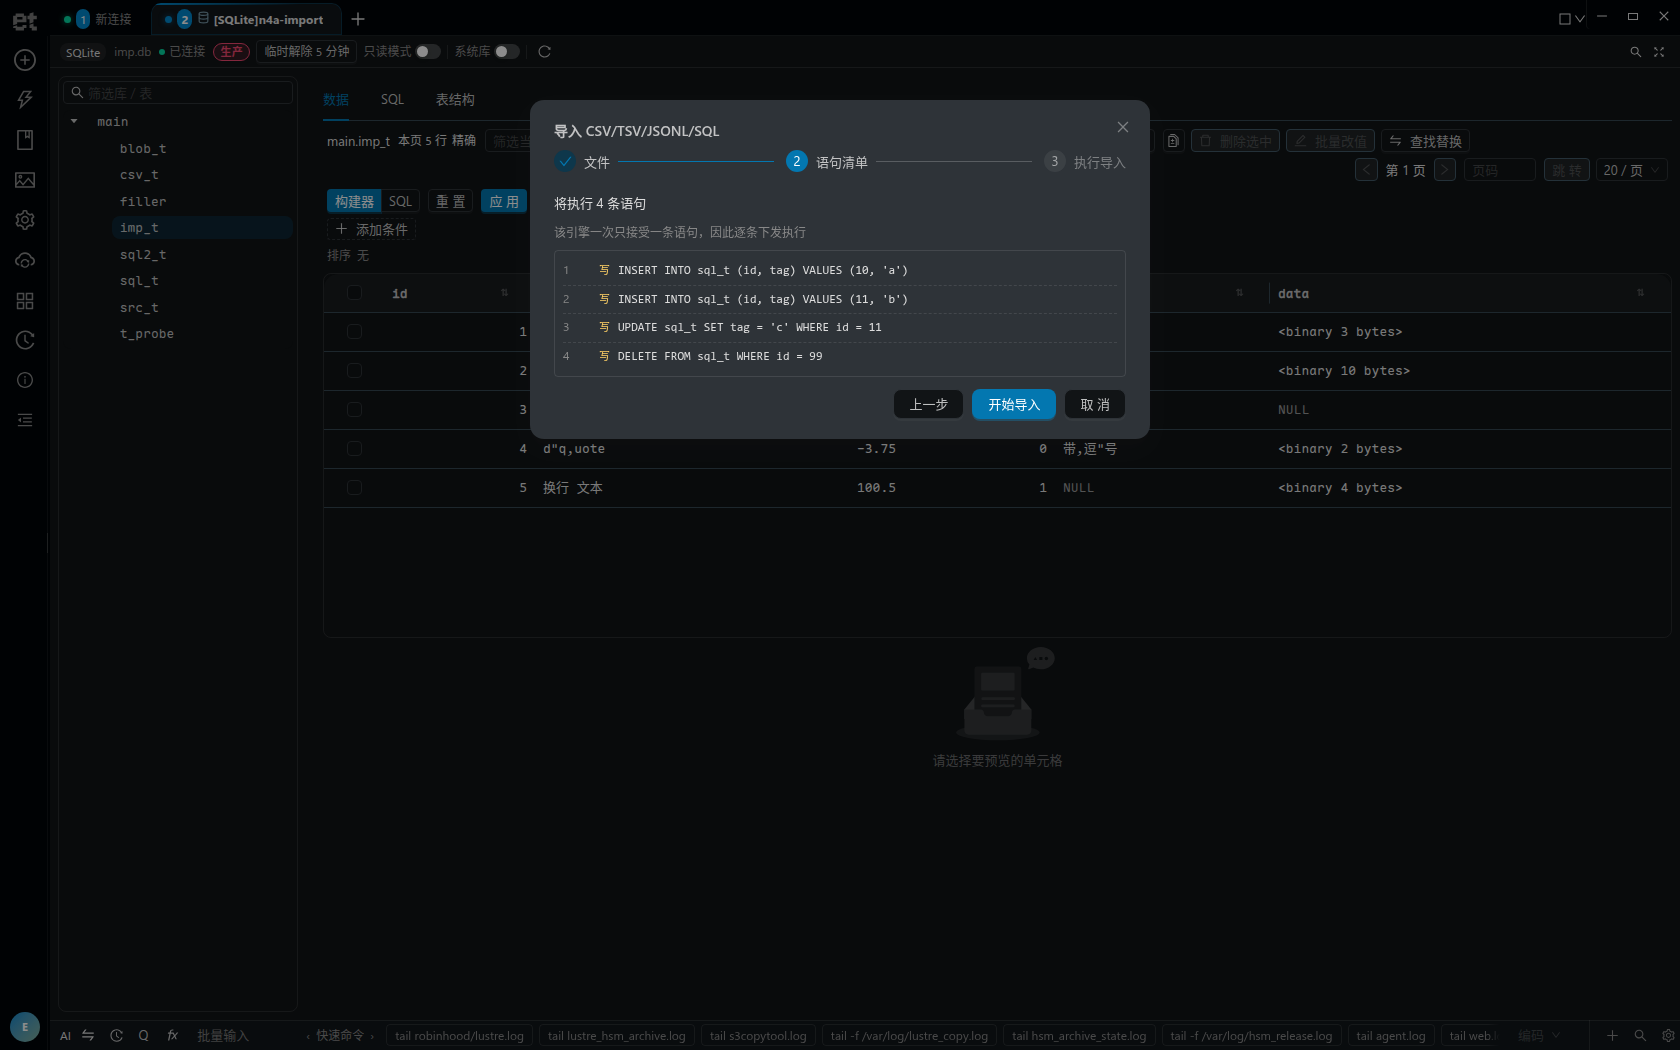 et
1 新连接
2 [SQLite]n4a-import
SQLite imp.db 已连接 生产 临时解除 5 分钟 只读模式 系统库
筛选库 / 表
main
blob_t
csv_t
filler
imp_t
sql2_t
sql_t
src_t
t_probe
数据 SQL 表结构
main.imp_t 本页 5 行 精确 筛选当
删除选中 批量改值 查找替换
第 1 页 页码 跳 转 20 / 页
构建器 SQL 重 置 应 用
添加条件
排序 无
id data
1 <binary 3 bytes>
2 <binary 10 bytes>
3 NULL
4 d"q,uote -3.75 0 带,逗"号 <binary 2 bytes>
5 换行 文本 100.5 1 NULL <binary 4 bytes>
导入 CSV/TSV/JSONL/SQL
文件 2 语句清单 3 执行导入
将执行 4 条语句
该引擎一次只接受一条语句，因此逐条下发执行
1 写 INSERT INTO sql_t (id, tag) VALUES (10, 'a')
2 写 INSERT INTO sql_t (id, tag) VALUES (11, 'b')
3 写 UPDATE sql_t SET tag = 'c' WHERE id = 11
4 写 DELETE FROM sql_t WHERE id = 99
上一步 开始导入 取 消
请选择要预览的单元格
E
AI Q fx 批量输入 ‹ 快速命令 › tail robinhood/lustre.log tail lustre_hsm_archive.log tail s3copytool.log tail -f /var/log/lustre_copy.log tail hsm_archive_state.log tail -f /var/log/hsm_release.log tail agent.log tail web. 编码